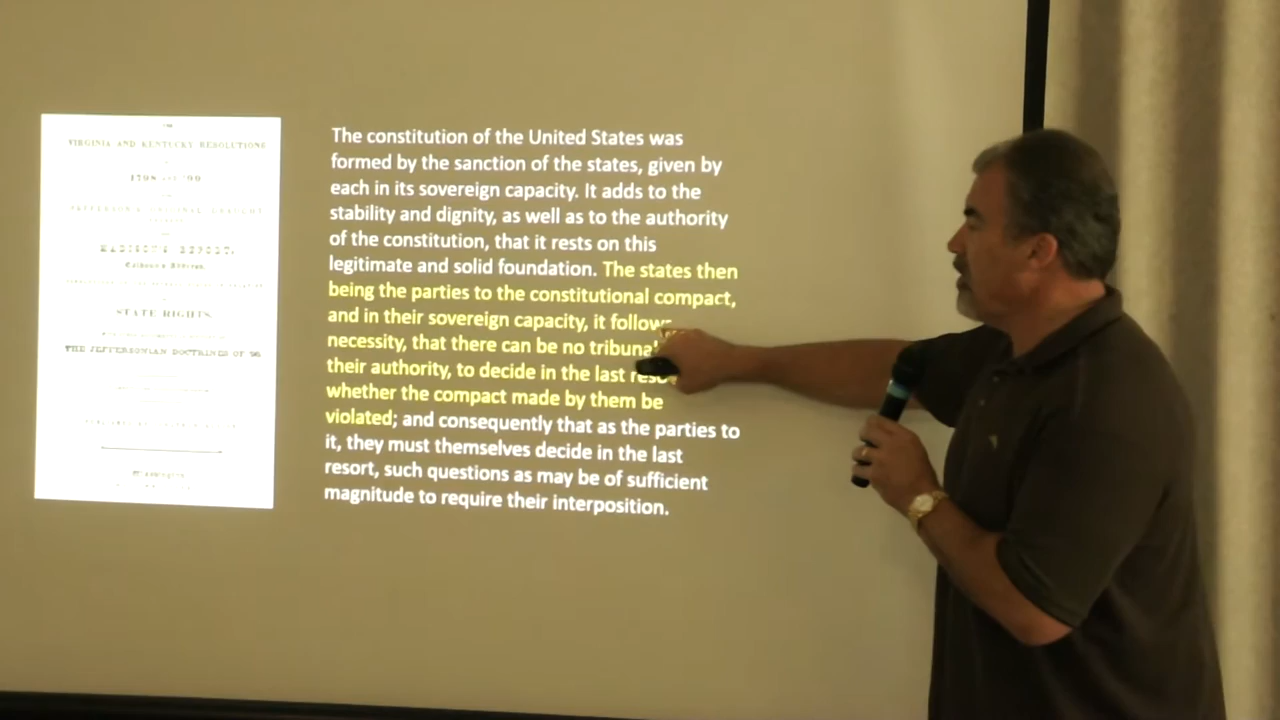 VIRGINIA AND KENTUCKY RESOLUTIONS
1798 '99
MADISON'S REPORT,
Calhoun's Address,
STATE RIGHTS.
THE JEFFERSONIAN DOCTRINES OF '98
Washington
The constitution of the United States was
formed by the sanction of the states, given by
each in its sovereign capacity. It adds to the
stability and dignity, as well as to the authority
of the constitution, that it rests on this
legitimate and solid foundation. The states then
being the parties to the constitutional compact,
and in their sovereign capacity, it follows
necessity, that there can be no tribunal
their authority, to decide in the last
whether the compact made by them be
violated; and consequently that as the parties to
it, they must themselves decide in the last
resort, such questions as may be of sufficient
magnitude to require their interposition.